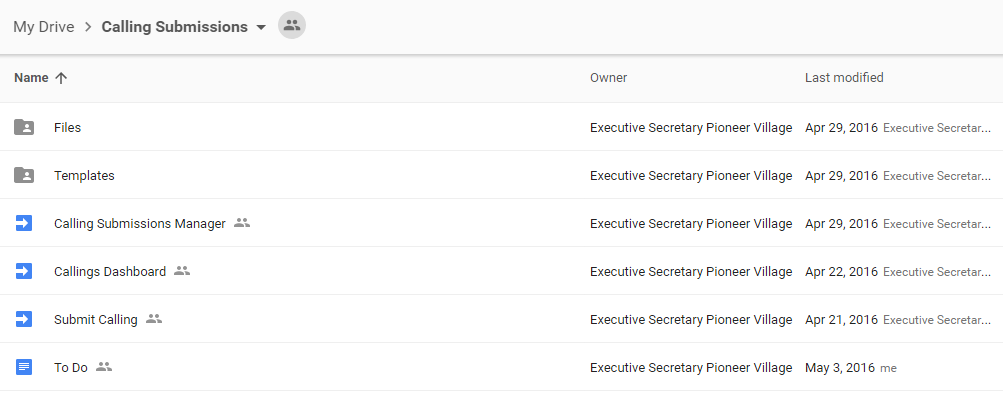 My Drive > Calling Submissions
Name Owner Last modified
Files Executive Secretary Pioneer Village Apr 29, 2016 Executive Secretar...
Templates Executive Secretary Pioneer Village Apr 29, 2016 Executive Secretar...
Calling Submissions Manager Executive Secretary Pioneer Village Apr 29, 2016 Executive Secretar...
Callings Dashboard Executive Secretary Pioneer Village Apr 22, 2016 Executive Secretar...
Submit Calling Executive Secretary Pioneer Village Apr 21, 2016 Executive Secretar...
To Do Executive Secretary Pioneer Village May 3, 2016 me